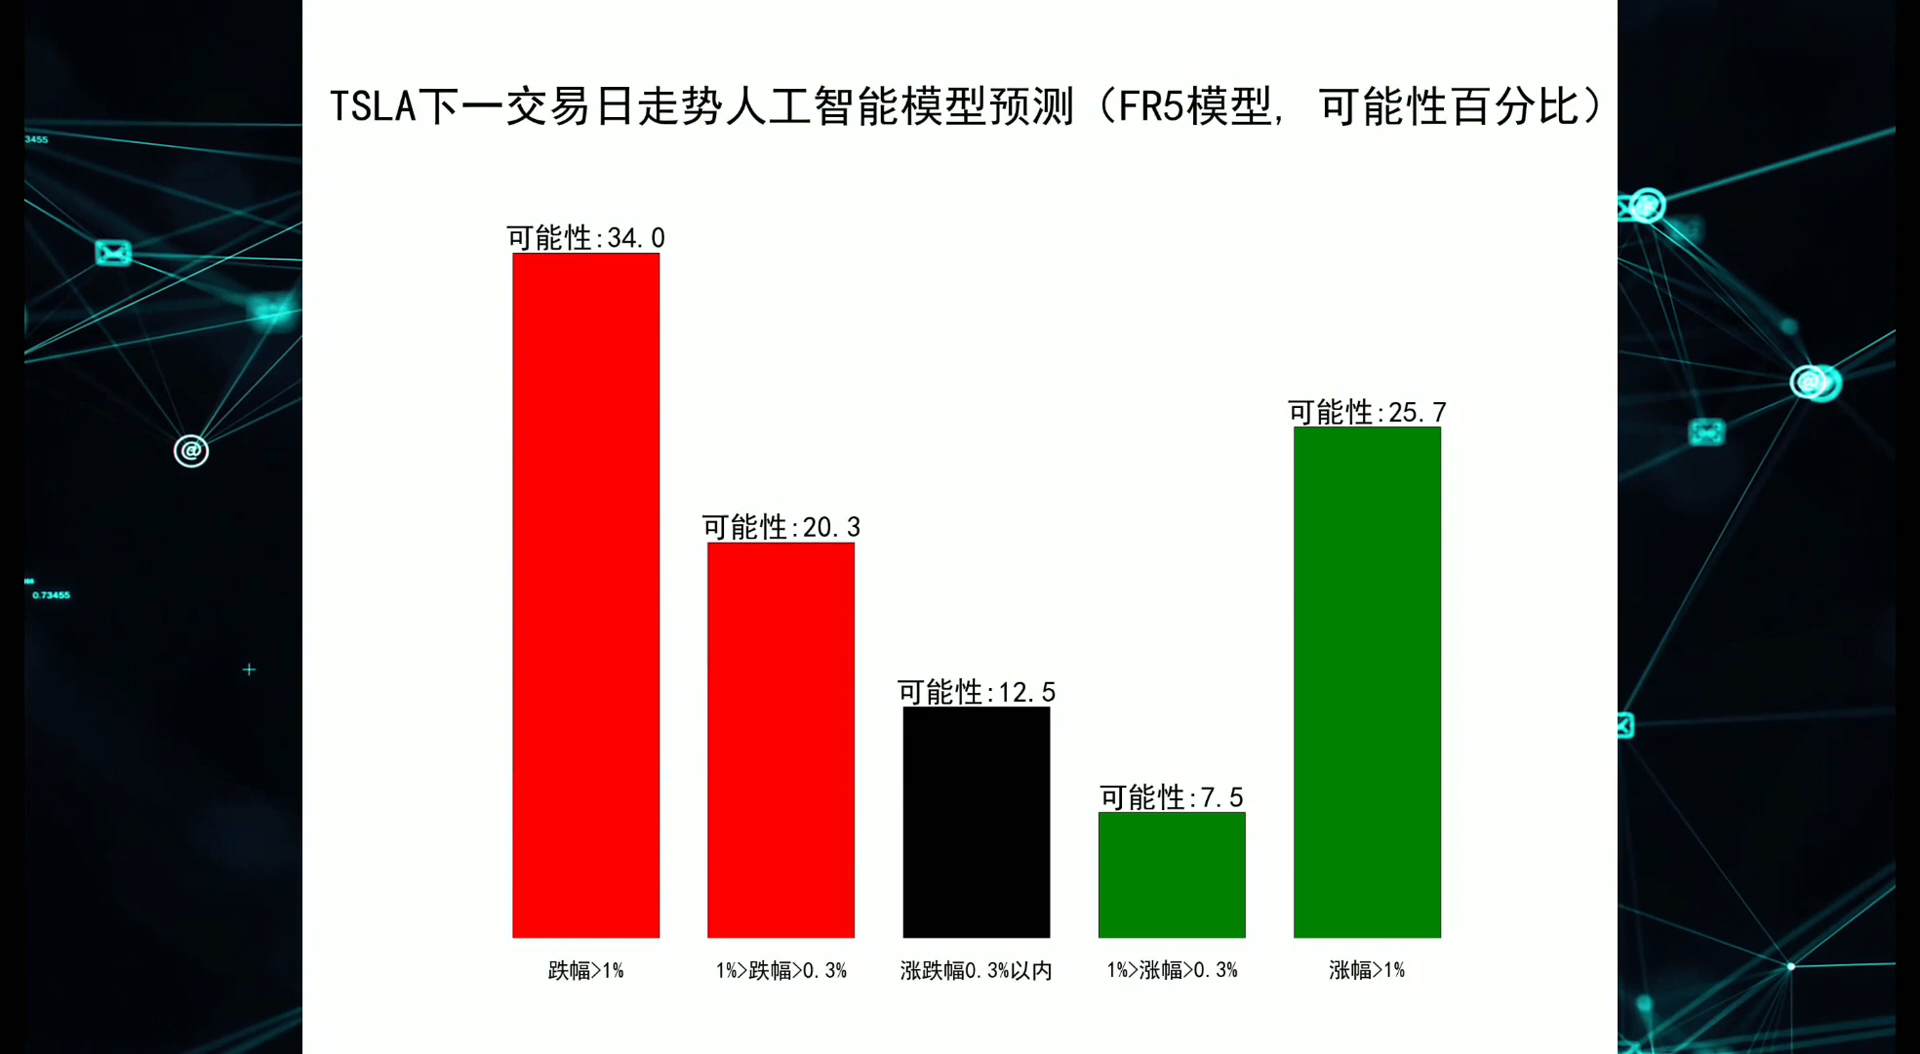 TSLA下一交易日走势人工智能模型预测（FR5模型, 可能性百分比）
3455
可能性:34.0
可能性:25.7
可能性:20.3
0.73455
可能性:12.5
可能性:7.5
跌幅>1%
1%>跌幅>0.3%
涨跌幅0.3%以内
1%>涨幅>0.3%
涨幅>1%